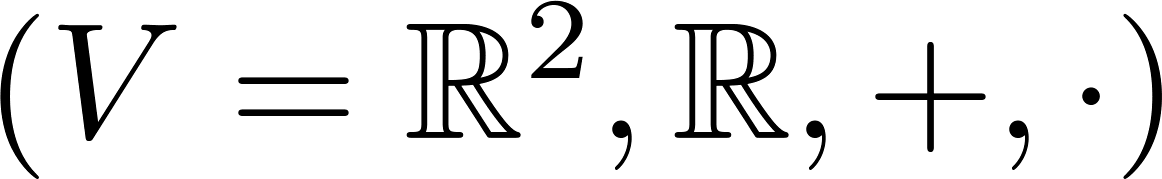 (V = ℝ², ℝ, +, ·)